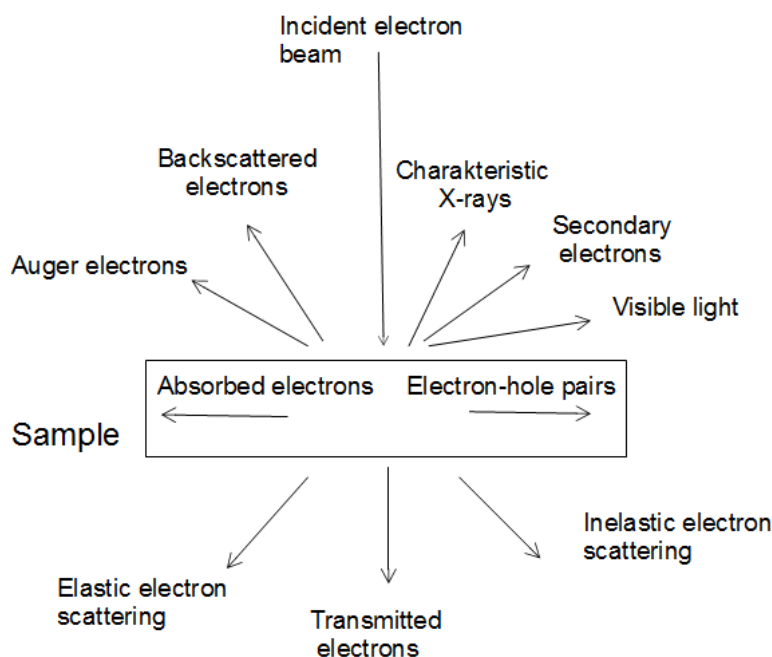 Incident electron
beam
Backscattered
electrons
Charakteristic
X-rays
Secondary
electrons
Auger electrons
Visible light
Absorbed electrons
Electron-hole pairs
Sample
Inelastic electron
scattering
Elastic electron
scattering
Transmitted
electrons